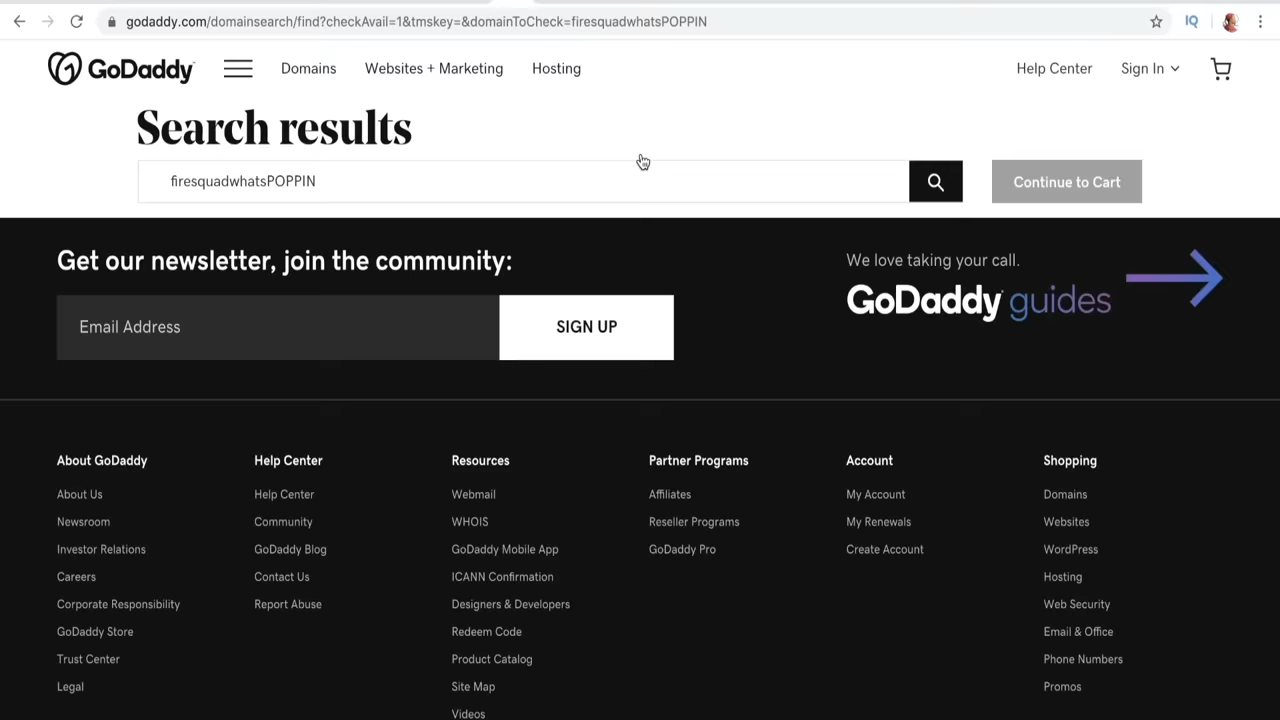 godaddy.com/domainsearch/find?checkAvail=1&tmskey=&domainToCheck=firesquadwhatsPOPPIN
IQ
GoDaddy Domains Websites + Marketing Hosting Help Center Sign In
Search results
firesquadwhatsPOPPIN Continue to Cart
Get our newsletter, join the community:
Email Address SIGN UP
We love taking your call.
GoDaddy guides
About GoDaddy Help Center Resources Partner Programs Account Shopping
About Us Help Center Webmail Affiliates My Account Domains
Newsroom Community WHOIS Reseller Programs My Renewals Websites
Investor Relations GoDaddy Blog GoDaddy Mobile App GoDaddy Pro Create Account WordPress
Careers Contact Us ICANN Confirmation Hosting
Corporate Responsibility Report Abuse Designers & Developers Web Security
GoDaddy Store Redeem Code Email & Office
Trust Center Product Catalog Phone Numbers
Legal Site Map Promos
Videos